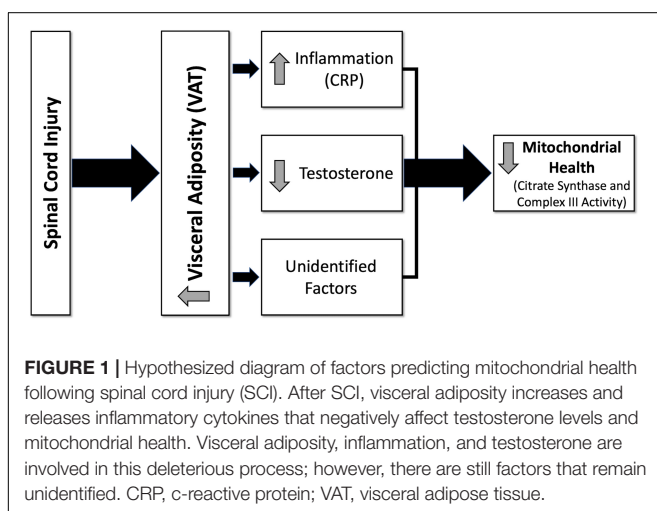 Spinal Cord Injury
Visceral Adiposity (VAT)
Inflammation
(CRP)
Testosterone
Unidentified
Factors
Mitochondrial
Health
(Citrate Synthase and
Complex III Activity)
FIGURE 1 | Hypothesized diagram of factors predicting mitochondrial health
following spinal cord injury (SCI). After SCI, visceral adiposity increases and
releases inflammatory cytokines that negatively affect testosterone levels and
mitochondrial health. Visceral adiposity, inflammation, and testosterone are
involved in this deleterious process; however, there are still factors that remain
unidentified. CRP, c-reactive protein; VAT, visceral adipose tissue.